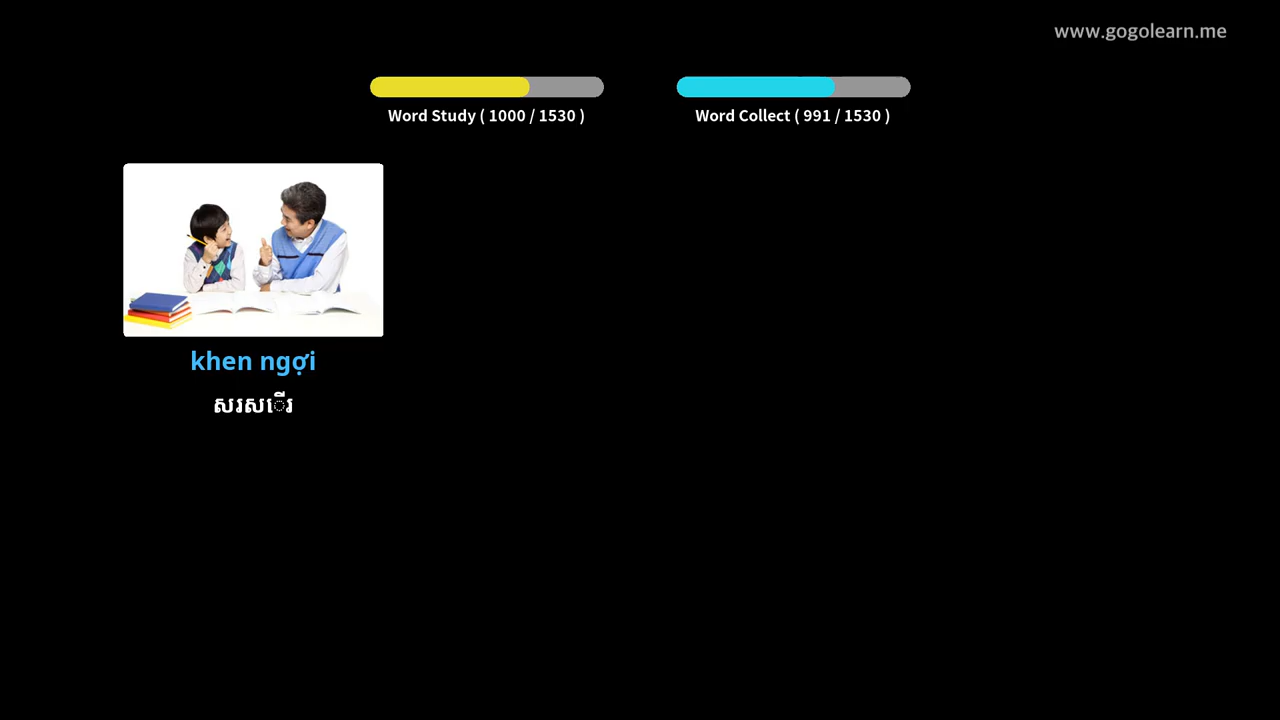 www.gogolearn.me
Word Study ( 1000 / 1530 )
Word Collect ( 991 / 1530 )
khen ngợi
សរសើរ